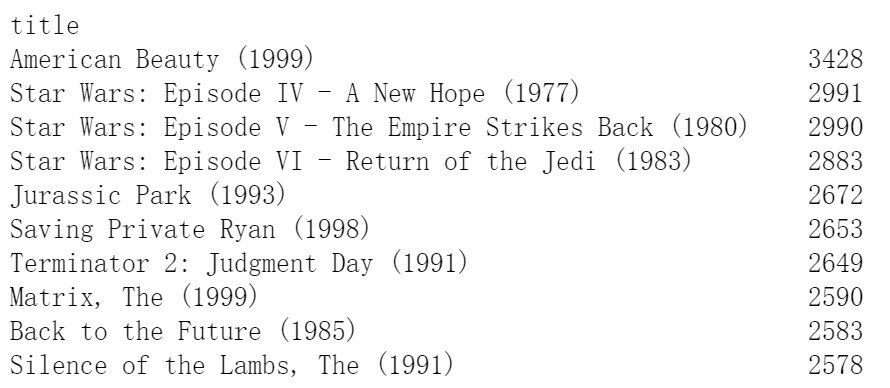 title
American Beauty (1999) 3428
Star Wars: Episode IV - A New Hope (1977) 2991
Star Wars: Episode V - The Empire Strikes Back (1980) 2990
Star Wars: Episode VI - Return of the Jedi (1983) 2883
Jurassic Park (1993) 2672
Saving Private Ryan (1998) 2653
Terminator 2: Judgment Day (1991) 2649
Matrix, The (1999) 2590
Back to the Future (1985) 2583
Silence of the Lambs, The (1991) 2578